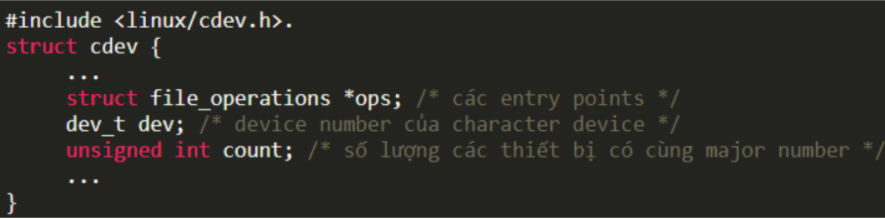 #include <linux/cdev.h>.
struct cdev {
...
struct file_operations *ops; /* các entry points */
dev_t dev; /* device number của character device */
unsigned int count; /* số lượng các thiết bị có cùng major number */
...
}